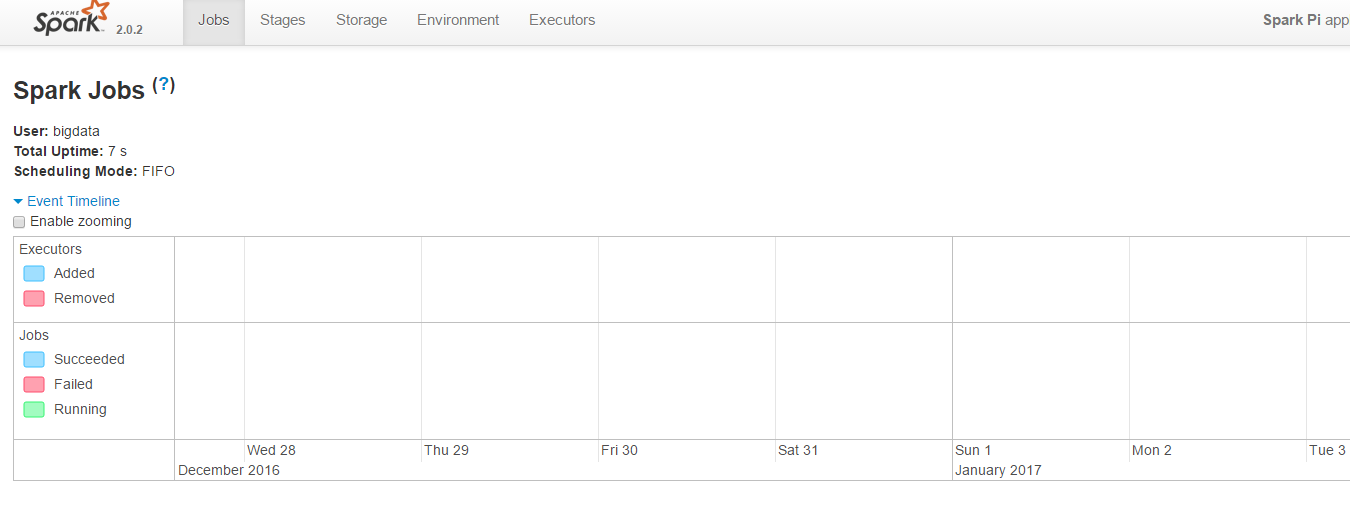 APACHE
Spark 2.0.2 Jobs Stages Storage Environment Executors Spark Pi app
Spark Jobs (?)
User: bigdata
Total Uptime: 7 s
Scheduling Mode: FIFO
Event Timeline
Enable zooming
Executors
Added
Removed
Jobs
Succeeded
Failed
Running
Wed 28 Thu 29 Fri 30 Sat 31 Sun 1 Mon 2 Tue 3
December 2016 January 2017